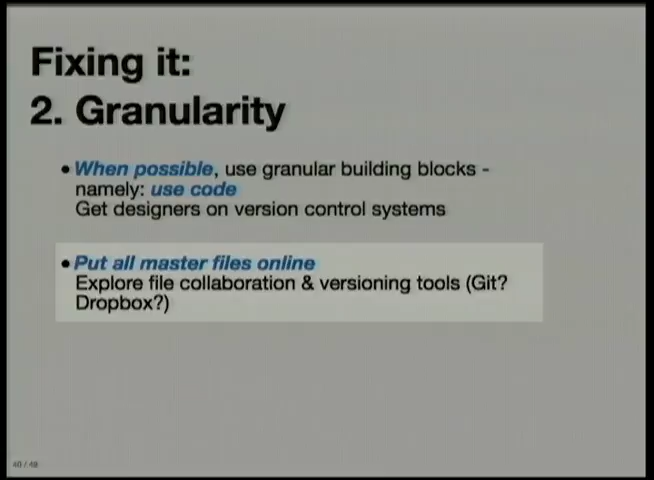 Fixing it:
2. Granularity
• When possible, use granular building blocks -
namely: use code
Get designers on version control systems
• Put all master files online
Explore file collaboration & versioning tools (Git?
Dropbox?)